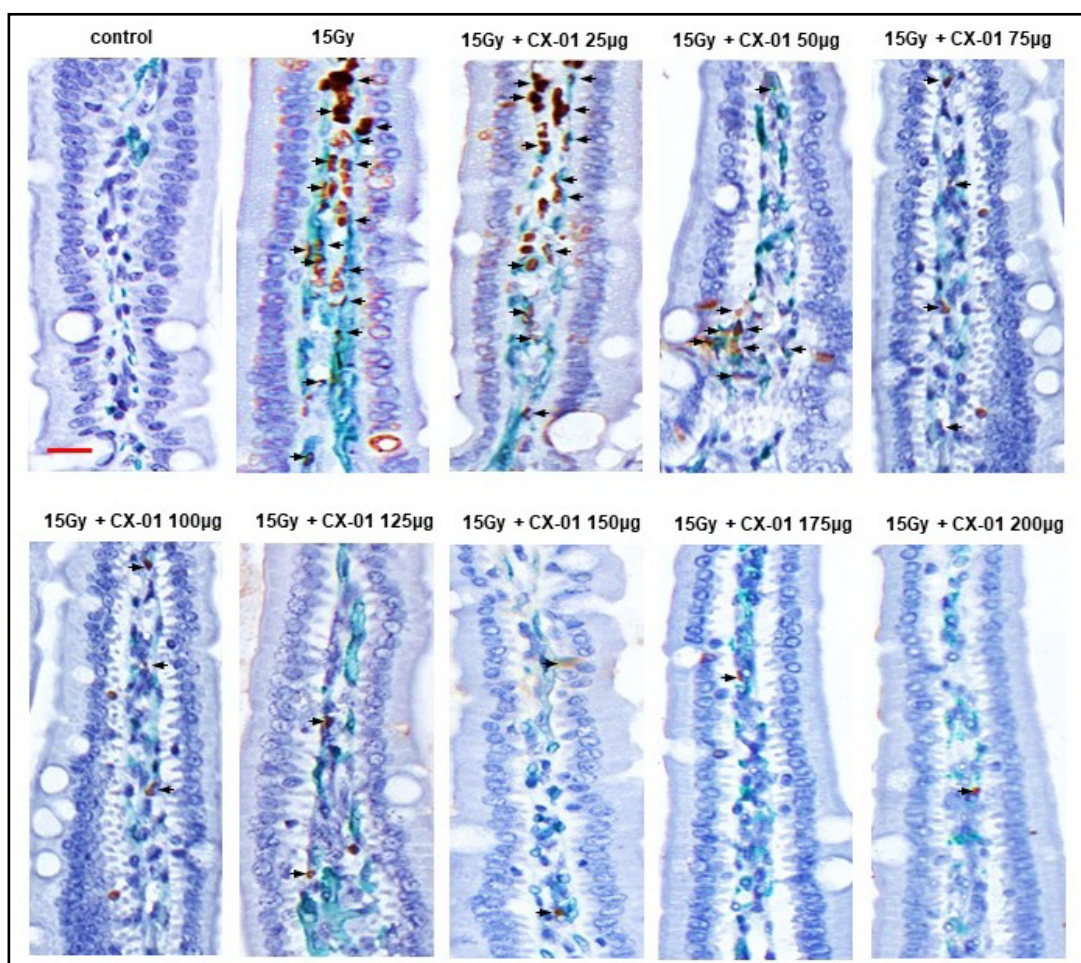 control
15Gy
15Gy + CX-01 25µg
15Gy + CX-01 50µg
15Gy + CX-01 75µg
15Gy + CX-01 100µg
15Gy + CX-01 125µg
15Gy + CX-01 150µg
15Gy + CX-01 175µg
15Gy + CX-01 200µg